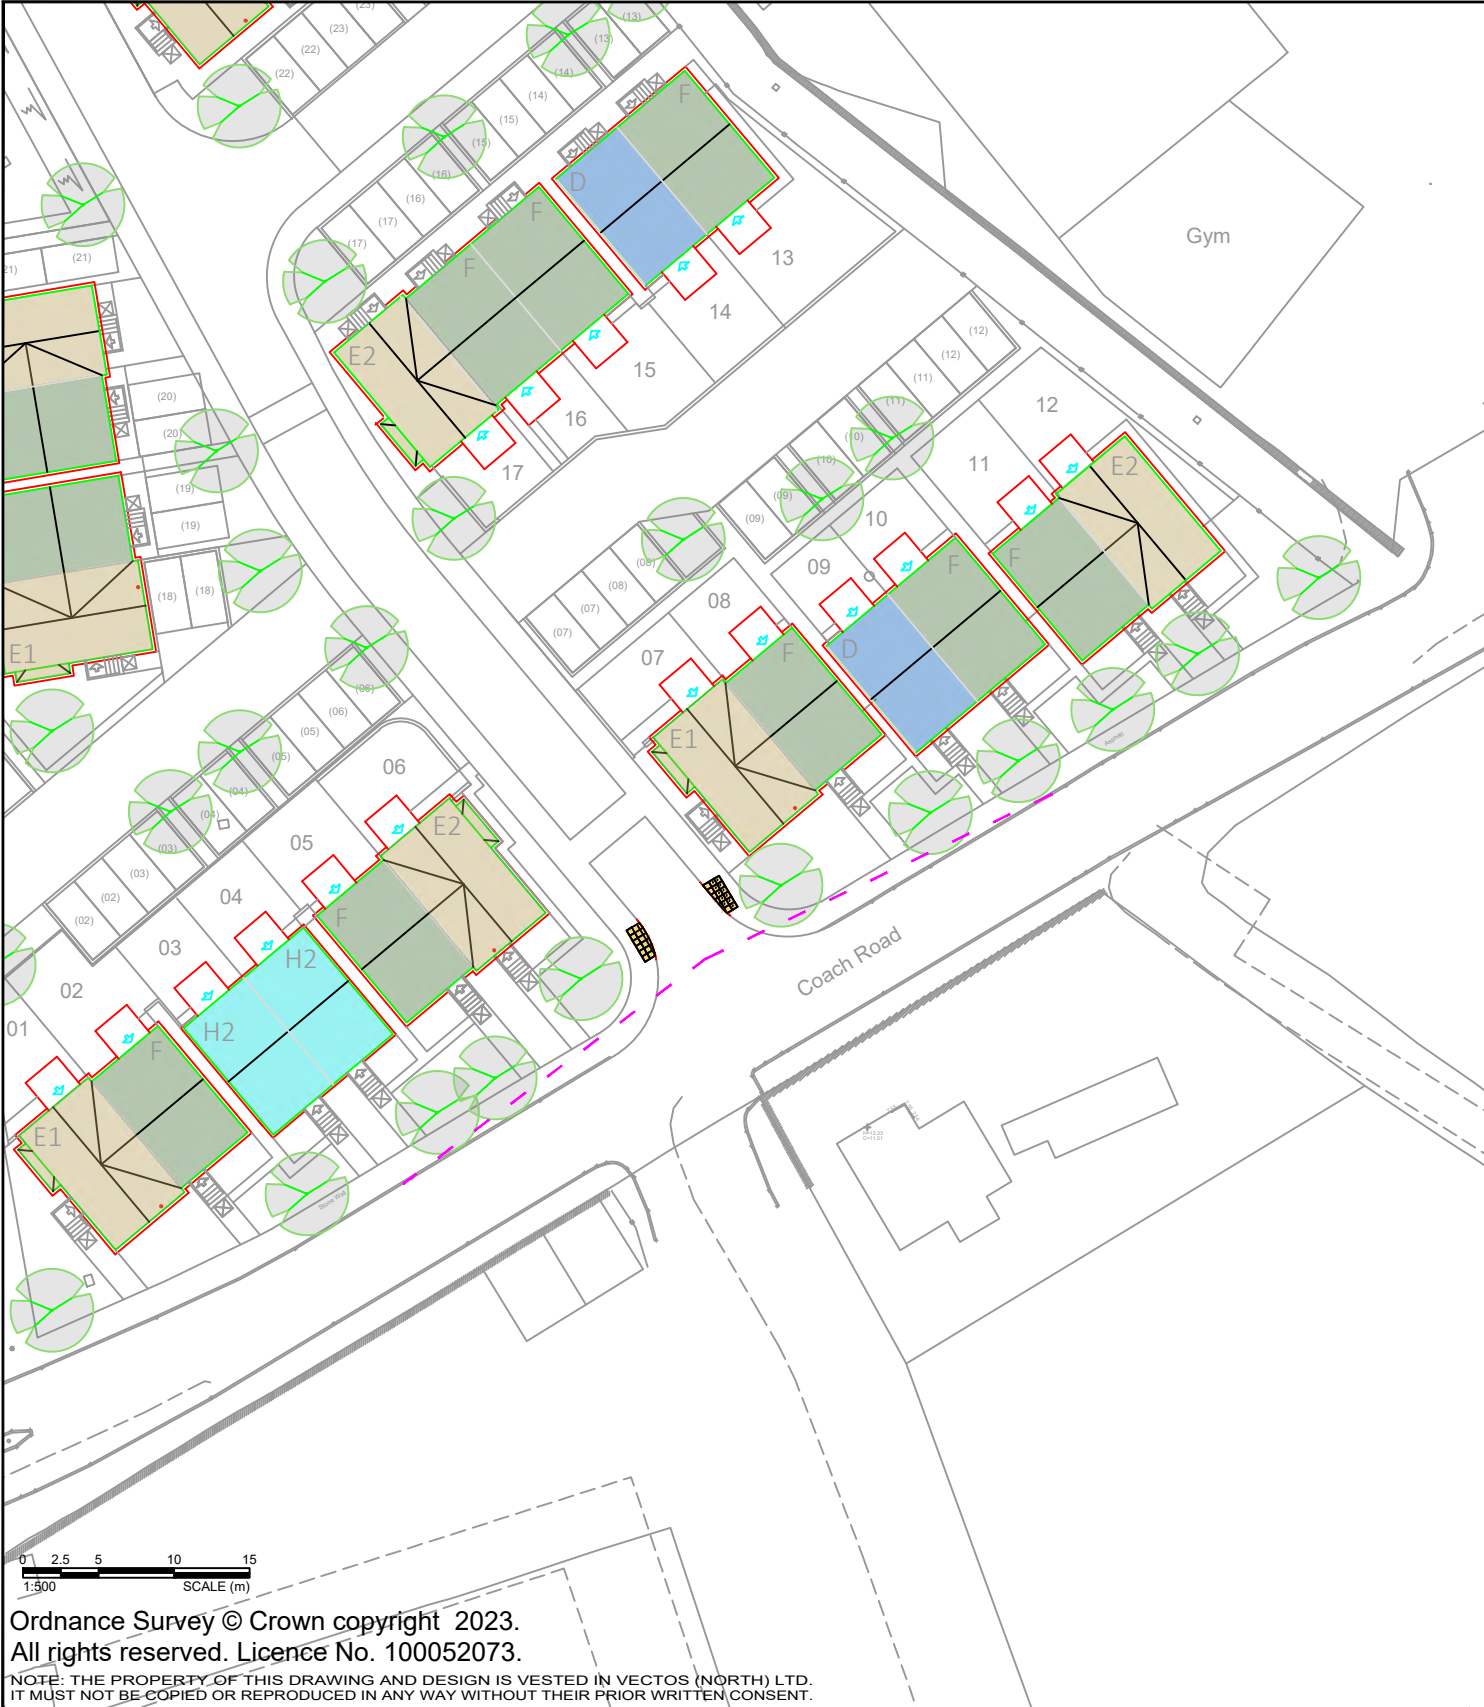 (23)
(23)
(22)
(22)
(13)
(13)
(14)
(14)
(15)
(15)
(16)
(16)
(17)
(17)
F
D
F
F
E2
13
14
15
16
17
Gym
(21)
21)
(20)
(20)
(19)
(19)
(18)
(18)
E1
(12)
(12)
(11)
(11)
(10)
(10)
(09)
(09)
(08)
(08)
(07)
(07)
12
11
10
09
08
07
E2
F
F
D
F
E1
(06)
(06)
(05)
(05)
(04)
(04)
(03)
(03)
(02)
(02)
06
05
04
03
02
01
E2
F
H2
H2
F
E1
Asphalt
Coach Road
Stone Wall
0 2.5 5 10 15
1:500 SCALE (m)
Ordnance Survey © Crown copyright 2023.
All rights reserved. Licence No. 100052073.
NOTE: THE PROPERTY OF THIS DRAWING AND DESIGN IS VESTED IN VECTOS (NORTH) LTD.
IT MUST NOT BE COPIED OR REPRODUCED IN ANY WAY WITHOUT THEIR PRIOR WRITTEN CONSENT.